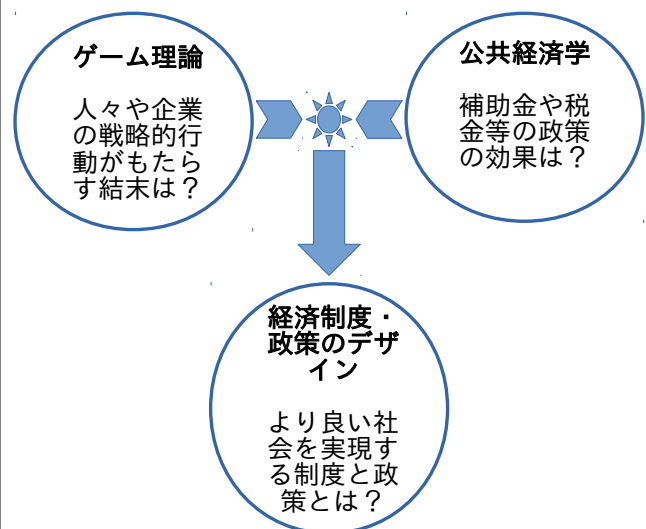 ゲーム理論
人々や企業
の戦略的行
動がもたら
す結末は？
公共経済学
補助金や税
金等の政策
の効果は？
経済制度・
政策のデザ
イン
より良い社
会を実現す
る制度と政
策とは？